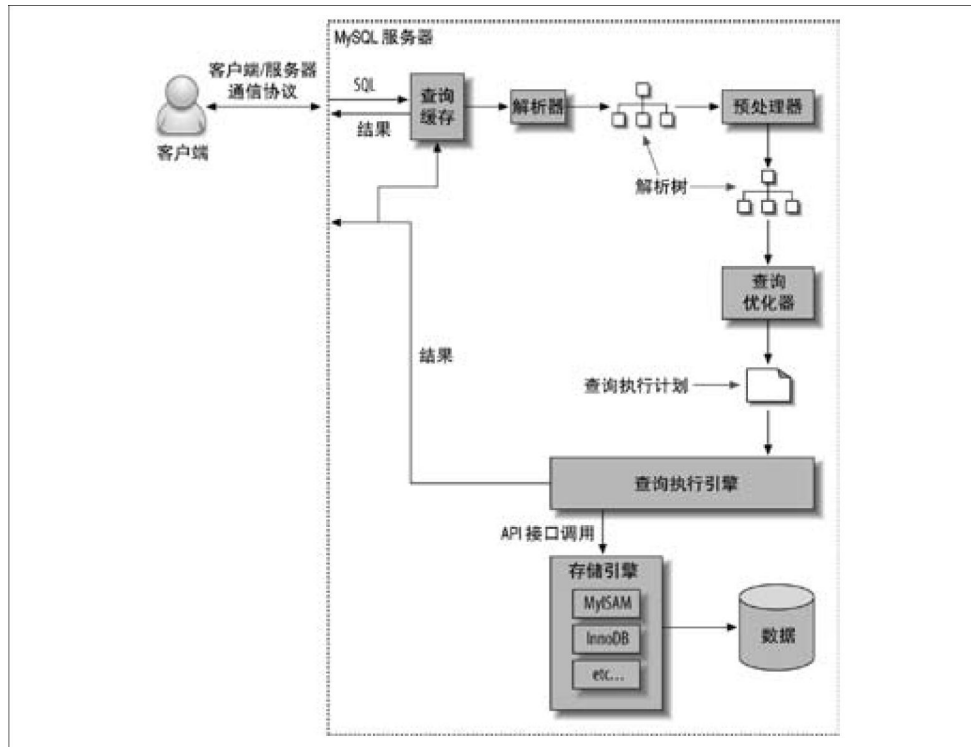 MySQL 服务器
客户端/服务器
通信协议
客户端
SQL
结果
查询
缓存
解析器
预处理器
解析树
查询
优化器
结果
查询执行计划
查询执行引擎
API 接口调用
存储引擎
MyISAM
InnoDB
etc...
数据